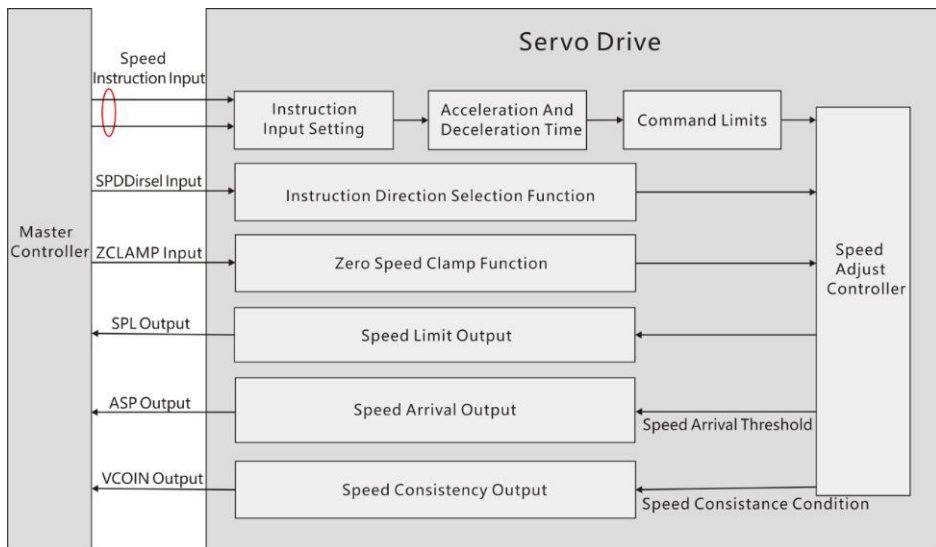 Servo Drive
Speed
Instruction Input
Instruction
Input Setting
Acceleration And
Deceleration Time
Command Limits
SPDDirsel Input
Instruction Direction Selection Function
Master
Controller
ZCLAMP Input
Zero Speed Clamp Function
Speed
Adjust
Controller
SPL Output
Speed Limit Output
ASP Output
Speed Arrival Output
Speed Arrival Threshold
VCOIN Output
Speed Consistency Output
Speed Consistance Condition